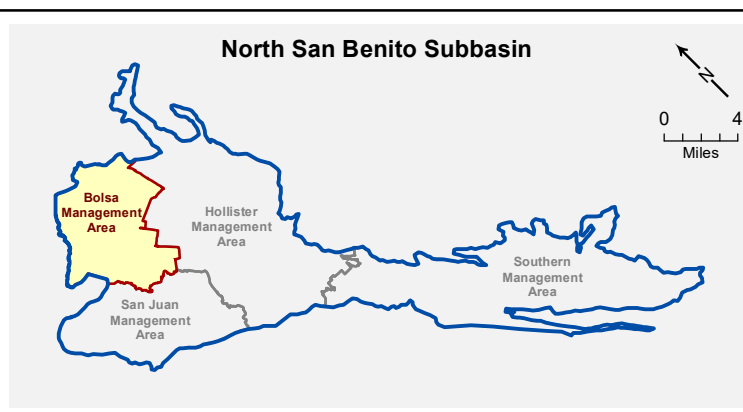 North San Benito Subbasin
N
0 4
Miles
Bolsa
Management
Area
Hollister
Management
Area
Southern
Management
Area
San Juan
Management
Area